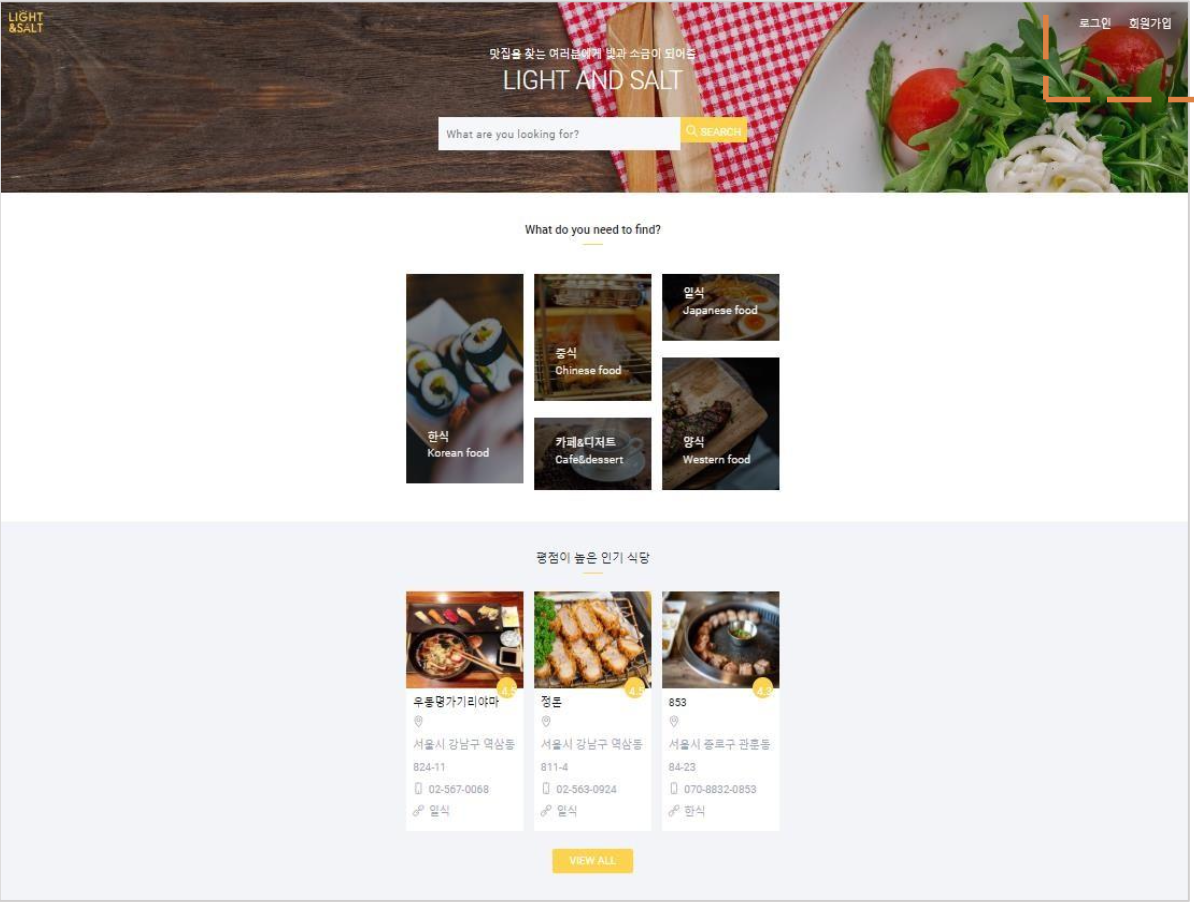 LIGHT
&SALT
로그인 회원가입
맛집을 찾는 여러분에게 빛과 소금이 되어줄
LIGHT AND SALT
What are you looking for?
SEARCH
What do you need to find?
한식
Korean food
중식
Chinese food
카페&디저트
Cafe&dessert
일식
Japanese food
양식
Western food
평점이 높은 인기 식당
4.5
우동명가기리야마
서울시 강남구 역삼동
824-11
02-567-0068
일식
4.5
정돈
서울시 강남구 역삼동
811-4
02-563-0924
일식
4.3
853
서울시 종로구 관훈동
84-23
070-8832-0853
한식
VIEW ALL